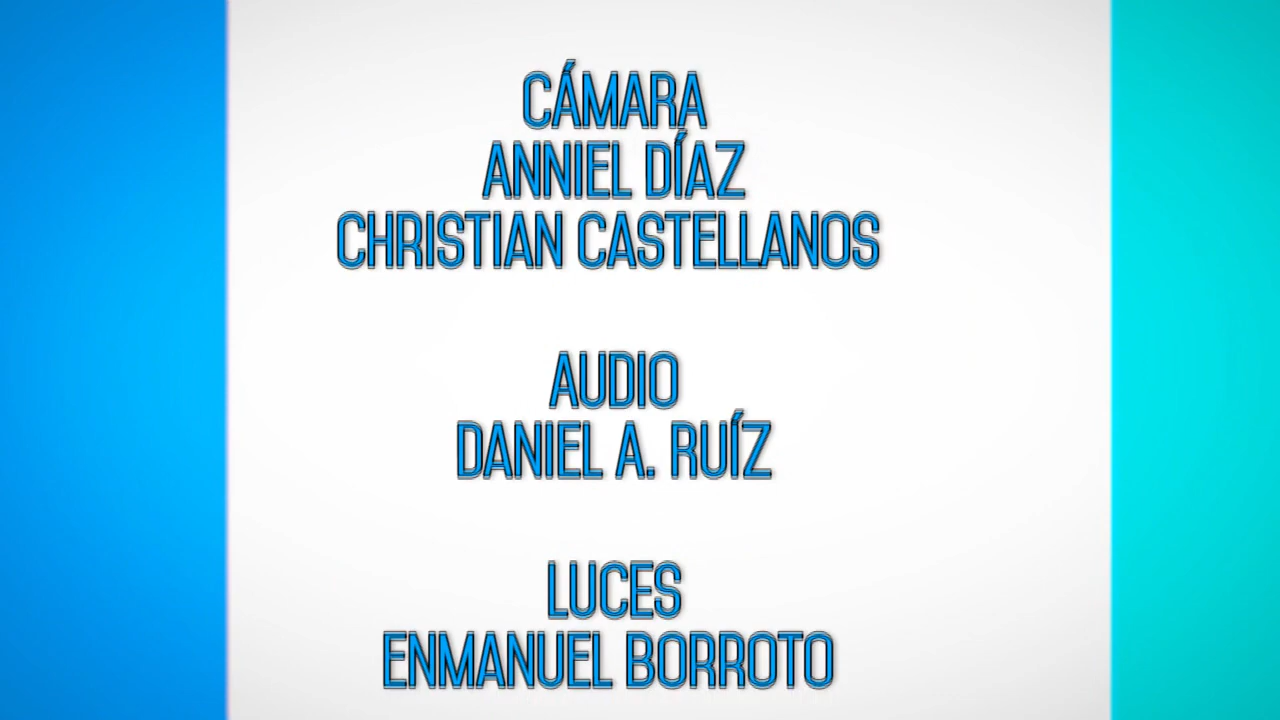 CÁMARA
ANNIEL DÍAZ
CHRISTIAN CASTELLANOS
AUDIO
DANIEL A. RUÍZ
LUCES
ENMANUEL BORROTO